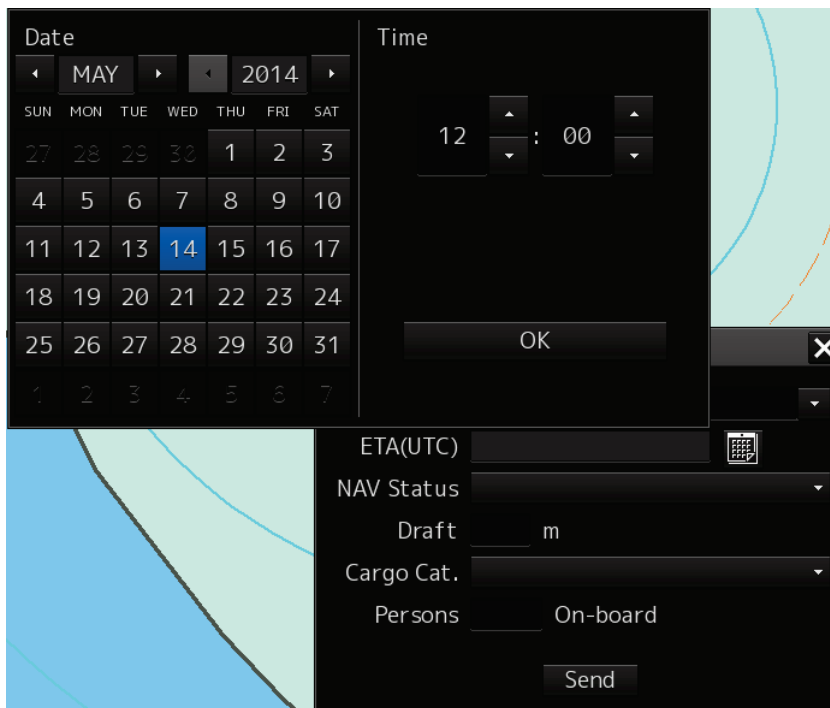 Date
MAY 2014
SUN MON TUE WED THU FRI SAT
27 28 29 30 1 2 3
4 5 6 7 8 9 10
11 12 13 14 15 16 17
18 19 20 21 22 23 24
25 26 27 28 29 30 31
1 2 3 4 5 6 7
Time
12 : 00
OK
ETA(UTC)
NAV Status
Draft m
Cargo Cat.
Persons On-board
Send